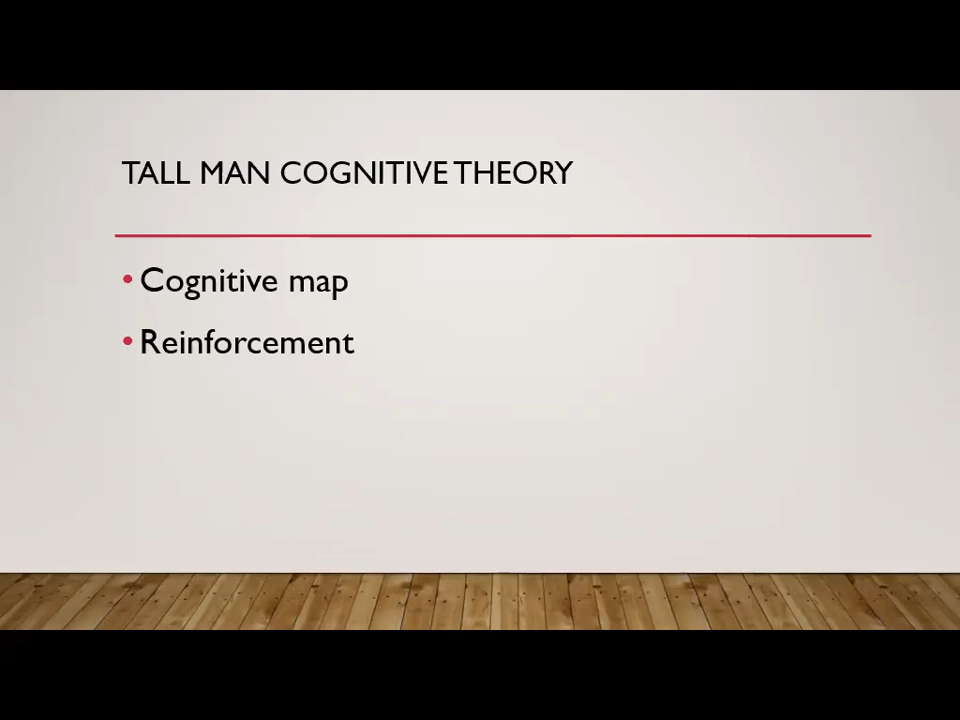 TALL MAN COGNITIVE THEORY
• Cognitive map
• Reinforcement